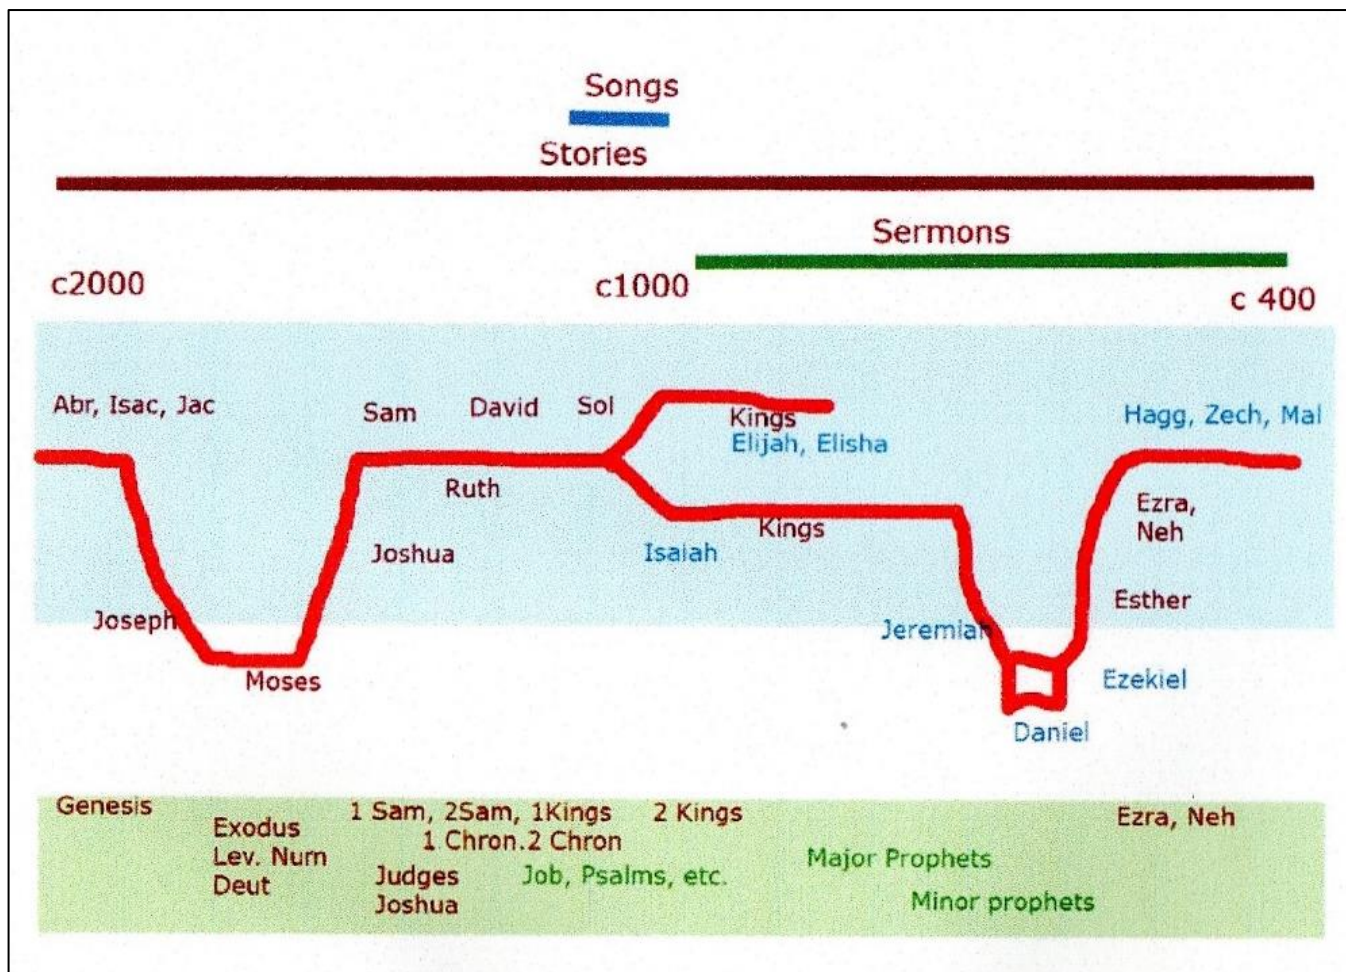 Songs
Stories
Sermons
c2000
c1000
c 400
Abr, Isac, Jac
Sam
David
Sol
Kings
Elijah, Elisha
Hagg, Zech, Mal
Ruth
Kings
Ezra,
Neh
Joshua
Isaiah
Esther
Joseph
Jeremiah
Moses
Ezekiel
Daniel
Genesis
1 Sam, 2Sam, 1Kings
2 Kings
Ezra, Neh
Exodus
Lev. Num
Deut
1 Chron.2 Chron
Judges
Joshua
Job, Psalms, etc.
Major Prophets
Minor prophets